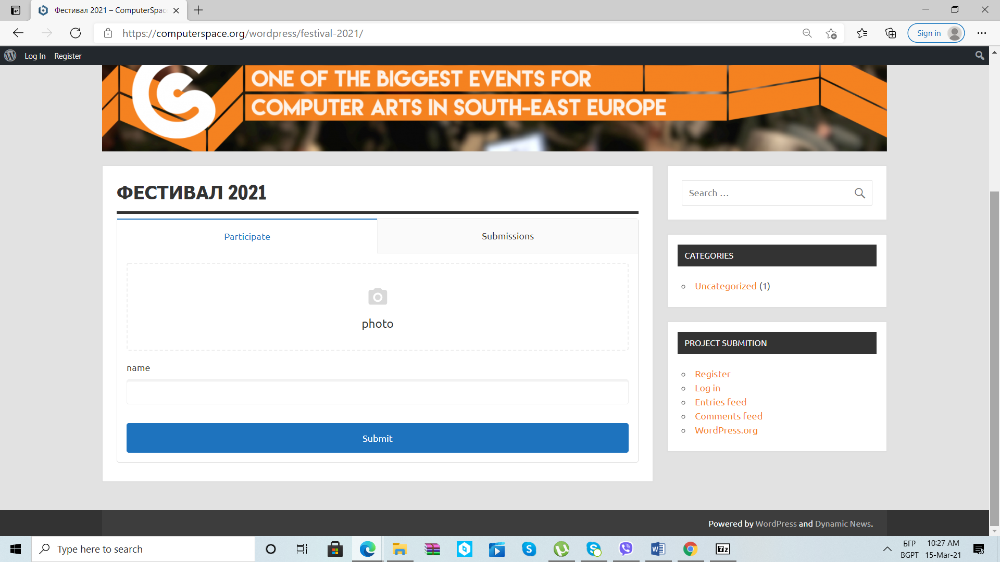 Фестивал 2021 – ComputerSpac
https://computerspace.org/wordpress/festival-2021/
Sign in
Log In
Register
ONE OF THE BIGGEST EVENTS FOR
COMPUTER ARTS IN SOUTH-EAST EUROPE
ФЕСТИВАЛ 2021
Participate
Submissions
photo
name
Submit
Search …
CATEGORIES
Uncategorized (1)
PROJECT SUBMITION
Register
Log in
Entries feed
Comments feed
WordPress.org
Powered by WordPress and Dynamic News.
Type here to search
БГР
BGPT
10:27 AM
15-Mar-21